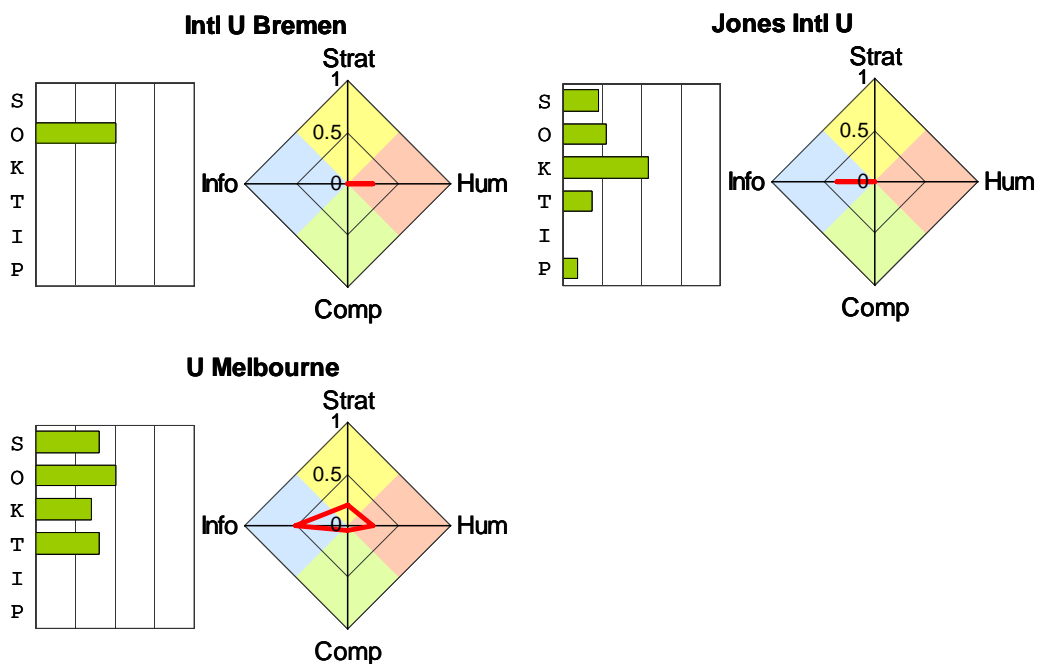 Intl U Bremen
S
O
K
T
I
P
Strat
1
0.5
Info
0
Hum
Comp
Jones Intl U
S
O
K
T
I
P
Strat
1
0.5
Info
0
Hum
Comp
U Melbourne
S
O
K
T
I
P
Strat
1
0.5
Info
0
Hum
Comp